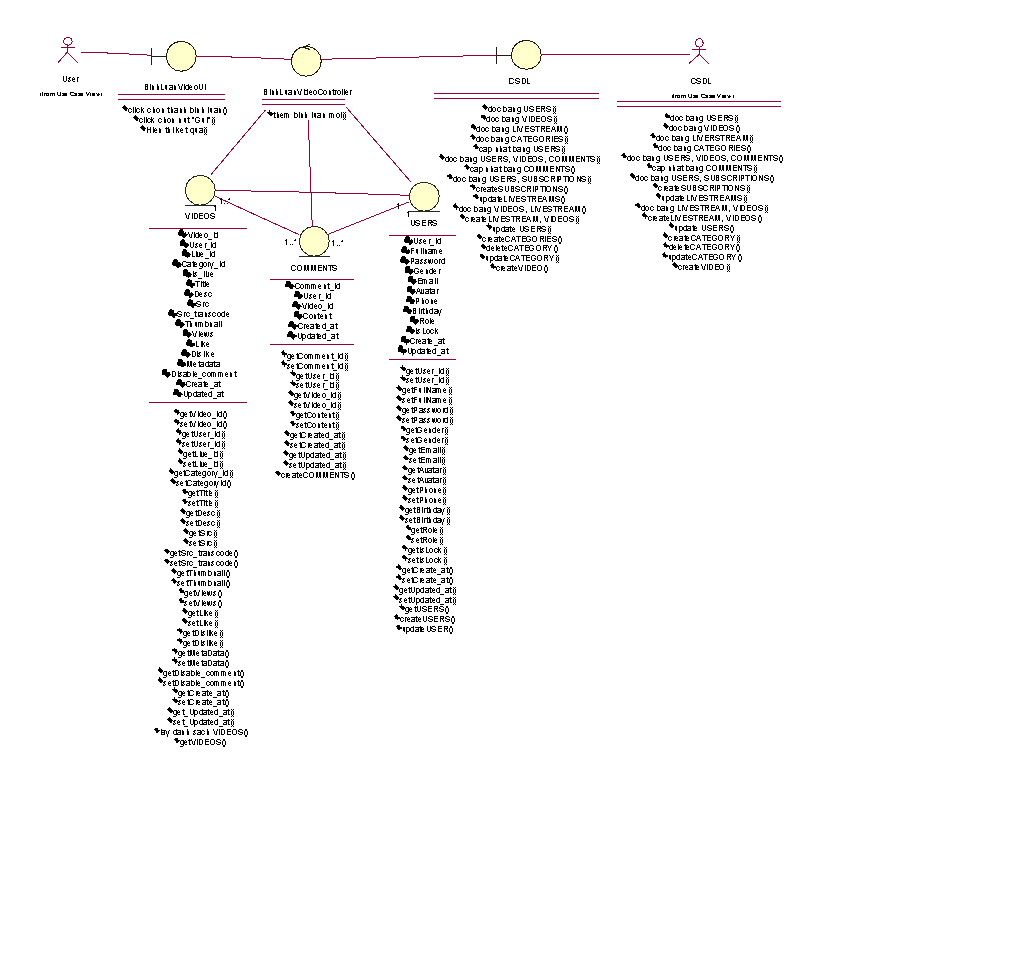 User
(from Use Case View)
BinhLuanVideoUI
click chon thanh binh luan()
click chon nut "Gui"()
Hien thi ket qua()
BinhLuanVideoController
them binh luan moi()
CSDL
doc bang USERS()
doc bang VIDEOS()
doc bang LIVESTREAM()
doc bang CATEGORIES()
cap nhat bang USERS()
doc bang USERS, VIDEOS, COMMENTS()
cap nhat bang COMMENTS()
doc bang USERS, SUBSCRIPTIONS()
createSUBSCRIPTIONS()
updateLIVESTREAMS()
doc bang VIDEOS, LIVESTREAM()
createLIVESTREAM, VIDEOS()
update USERS()
createCATEGORIES()
deleteCATEGORY()
updateCATEGORY()
createVIDEO()
CSDL
(from Use Case View)
doc bang USERS()
doc bang VIDEOS()
doc bang LIVERSTREAM()
doc bang CATEGORIES()
doc bang USERS, VIDEOS, COMMENTS()
cap nhat bang COMMENTS()
doc bang USERS, SUBSCRIPTIONS()
createSUBSCRIPTIONS()
updateLIVESTREAMS()
doc bang LIVESTREAM, VIDEOS()
createLIVESTREAM, VIDEOS()
update USERS()
createCATEGORY()
deleteCATEGORY()
updateCATEGORY()
createVIDEO()
1..*
VIDEOS
Video_id
User_id
Live_id
Category_id
is_live
Title
Desc
Src
Src_transcode
Thumbnail
Views
Like
Dislike
Metadata
Disable_comment
Create_at
Updated_at
getVideo_id()
setVideo_id()
getUser_id()
setUser_id()
getLive_id()
setLive_id()
getCategory_id()
setCategoryid()
getTitle()
setTitle()
getDesc()
setDesc()
getSrc()
setSrc()
getSrc_transcode()
setSrc_transcode()
getThumbnail()
setThumbnail()
getViews()
setViews()
getLike()
setLike()
getDislike()
getDislike()
getMetaData()
setMetaData()
getDisable_comment()
setDisable_comment()
getCreate_at()
setCreate_at()
get_Updated_at()
set_Updated_at()
lay danh sach VIDEOS()
getVIDEOS()
1..*
1..*
COMMENTS
Comment_id
User_id
Video_id
Content
Created_at
Updated_at
getComment_id()
setComment_id()
getUser_id()
setUser_id()
getVideo_id()
setVideo_id()
getContent()
setContent()
getCreated_at()
setCreated_at()
getUpdated_at()
setUpdated_at()
createCOMMENTS()
1
USERS
User_id
Fullname
Password
Gender
Email
Avatar
Phone
Birthday
Role
isLock
Create_at
Updated_at
getUser_id()
setUser_id()
getFullName()
setFullName()
getPassword()
setPassword()
getGender()
setGender()
getEmail()
setEmail()
getAvatar()
setAvatar()
getPhone()
setPhone()
getBirthday()
setBirthday()
getRole()
setRole()
getisLock()
setisLock()
getCreate_at()
setCreate_at()
getUpdated_at()
setUpdated_at()
getUSERS()
createUSERS()
updateUSER()